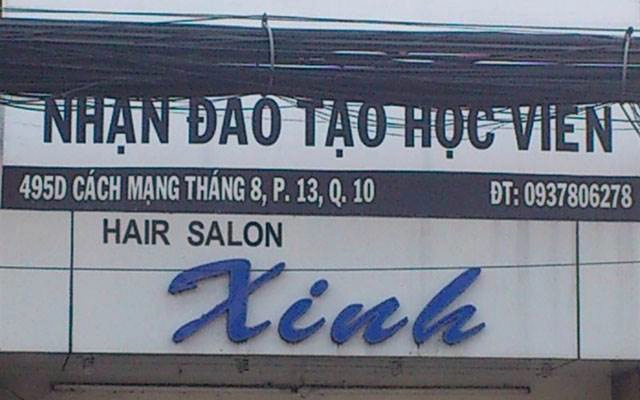 NHẬN ĐÀO TẠO HỌC VIÊN
495D CÁCH MẠNG THÁNG 8, P. 13, Q. 10 ĐT: 0937806278
HAIR SALON
Xinh